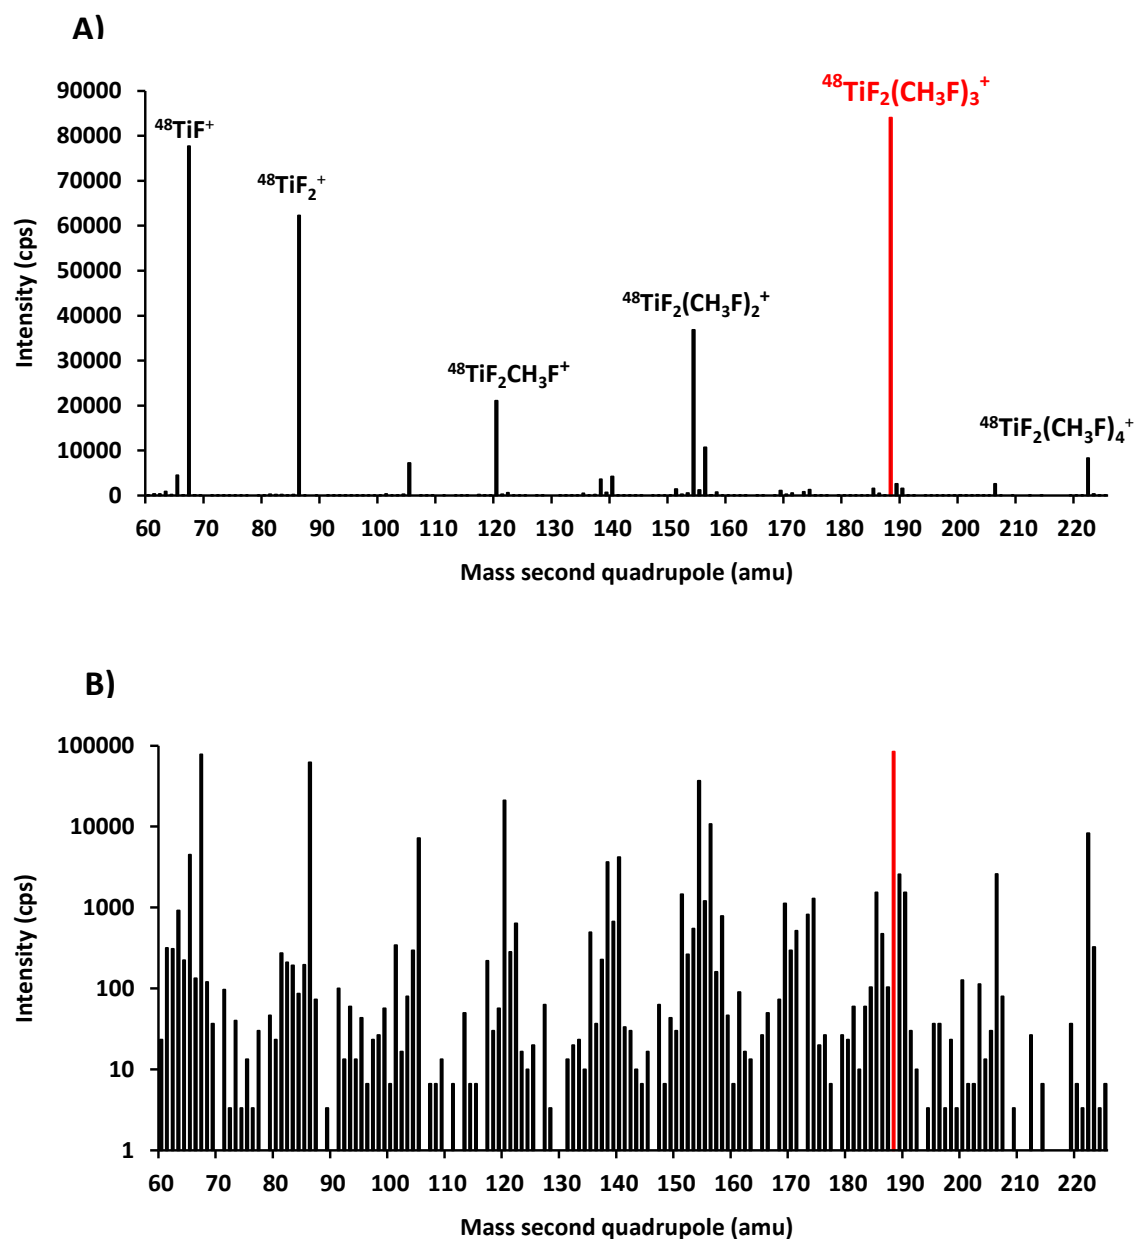 A)
⁴⁸TiF₂(CH₃F)₃⁺
90000
⁴⁸TiF⁺
80000
70000
⁴⁸TiF₂⁺
60000
50000
⁴⁸TiF₂(CH₃F)₂⁺
40000
⁴⁸TiF₂CH₃F⁺
30000
⁴⁸TiF₂(CH₃F)₄⁺
20000
10000
0
Intensity (cps)
60 70 80 90 100 110 120 130 140 150 160 170 180 190 200 210 220
Mass second quadrupole (amu)
B)
100000
10000
1000
100
10
1
Intensity (cps)
60 70 80 90 100 110 120 130 140 150 160 170 180 190 200 210 220
Mass second quadrupole (amu)